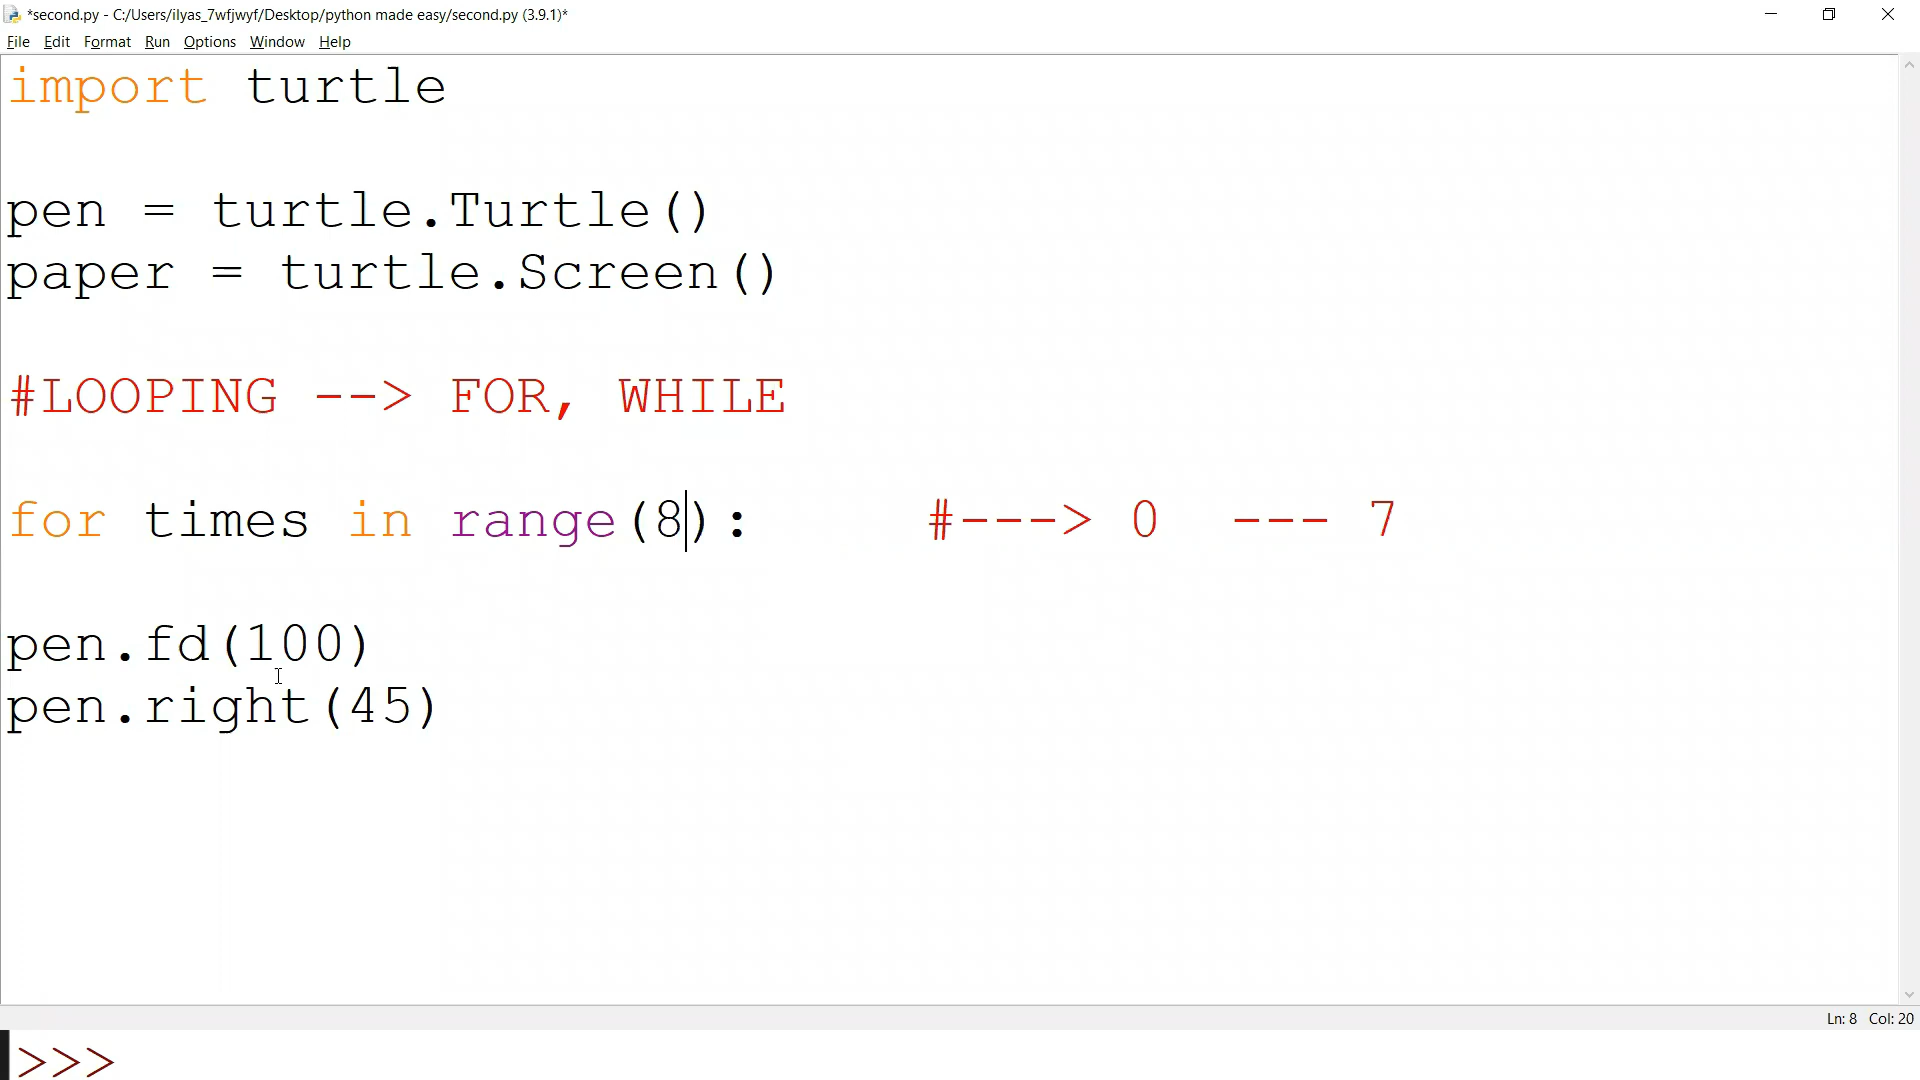 *second.py - C:/Users/ilyas_7wfjwyf/Desktop/python made easy/second.py (3.9.1)*
File Edit Format Run Options Window Help
import turtle
pen = turtle.Turtle()
paper = turtle.Screen()
#LOOPING --> FOR, WHILE
for times in range(8): #---> 0 --- 7
pen.fd(100)
pen.right(45)
Ln: 8 Col: 20
>>>